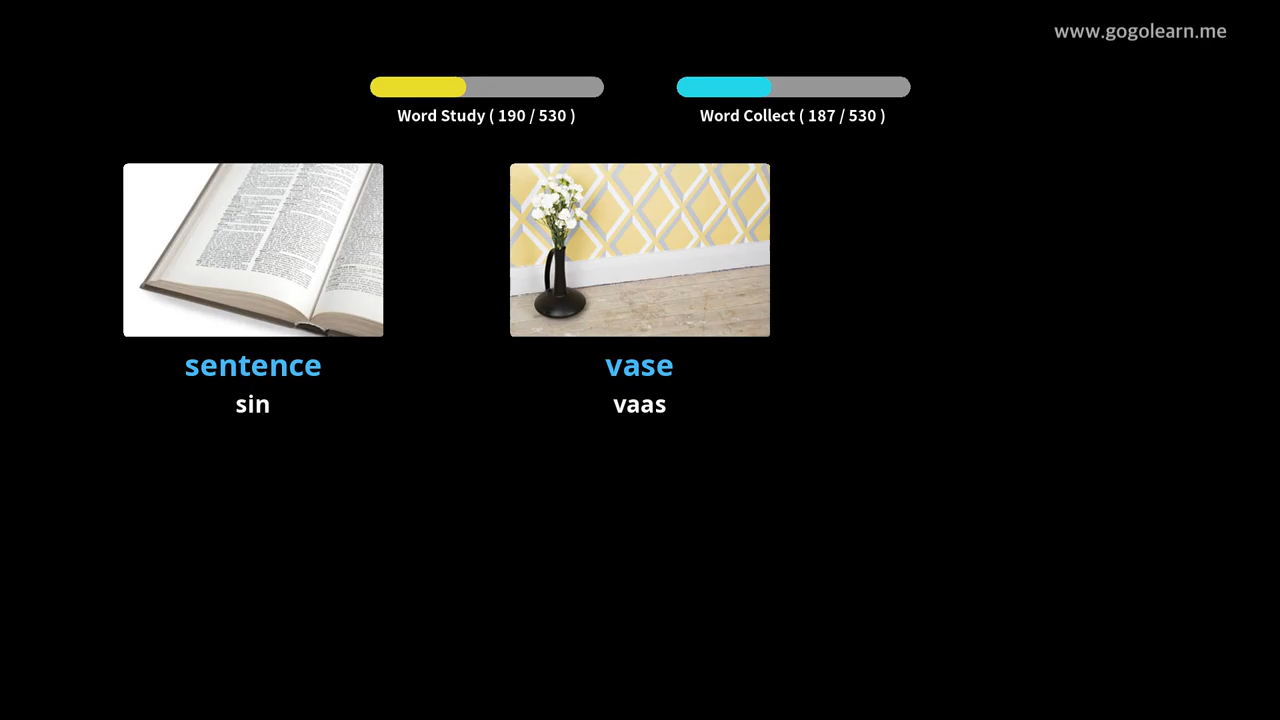 www.gogolearn.me
Word Study ( 190 / 530 )
Word Collect ( 187 / 530 )
sentence
sin
vase
vaas